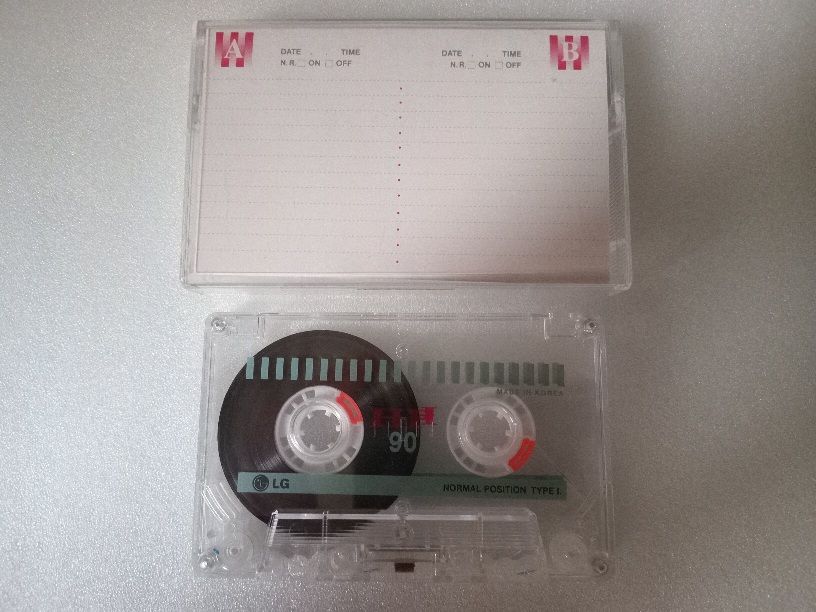 A DATE . . TIME
N.R. □ ON □ OFF
DATE . . TIME B
N.R. □ ON □ OFF
MADE IN KOREA
90
LG
NORMAL POSITION TYPE I.